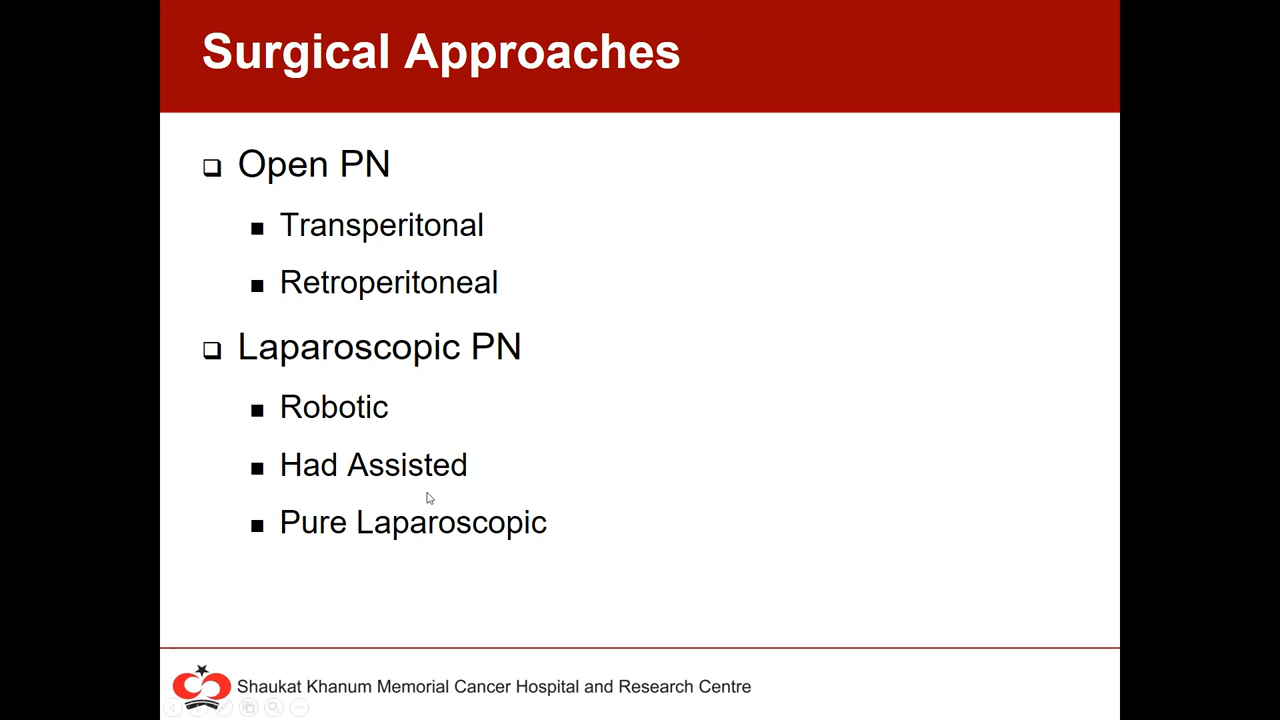 Surgical Approaches
Open PN
Transperitonal
Retroperitoneal
Laparoscopic PN
Robotic
Had Assisted
Pure Laparoscopic
Shaukat Khanum Memorial Cancer Hospital and Research Centre